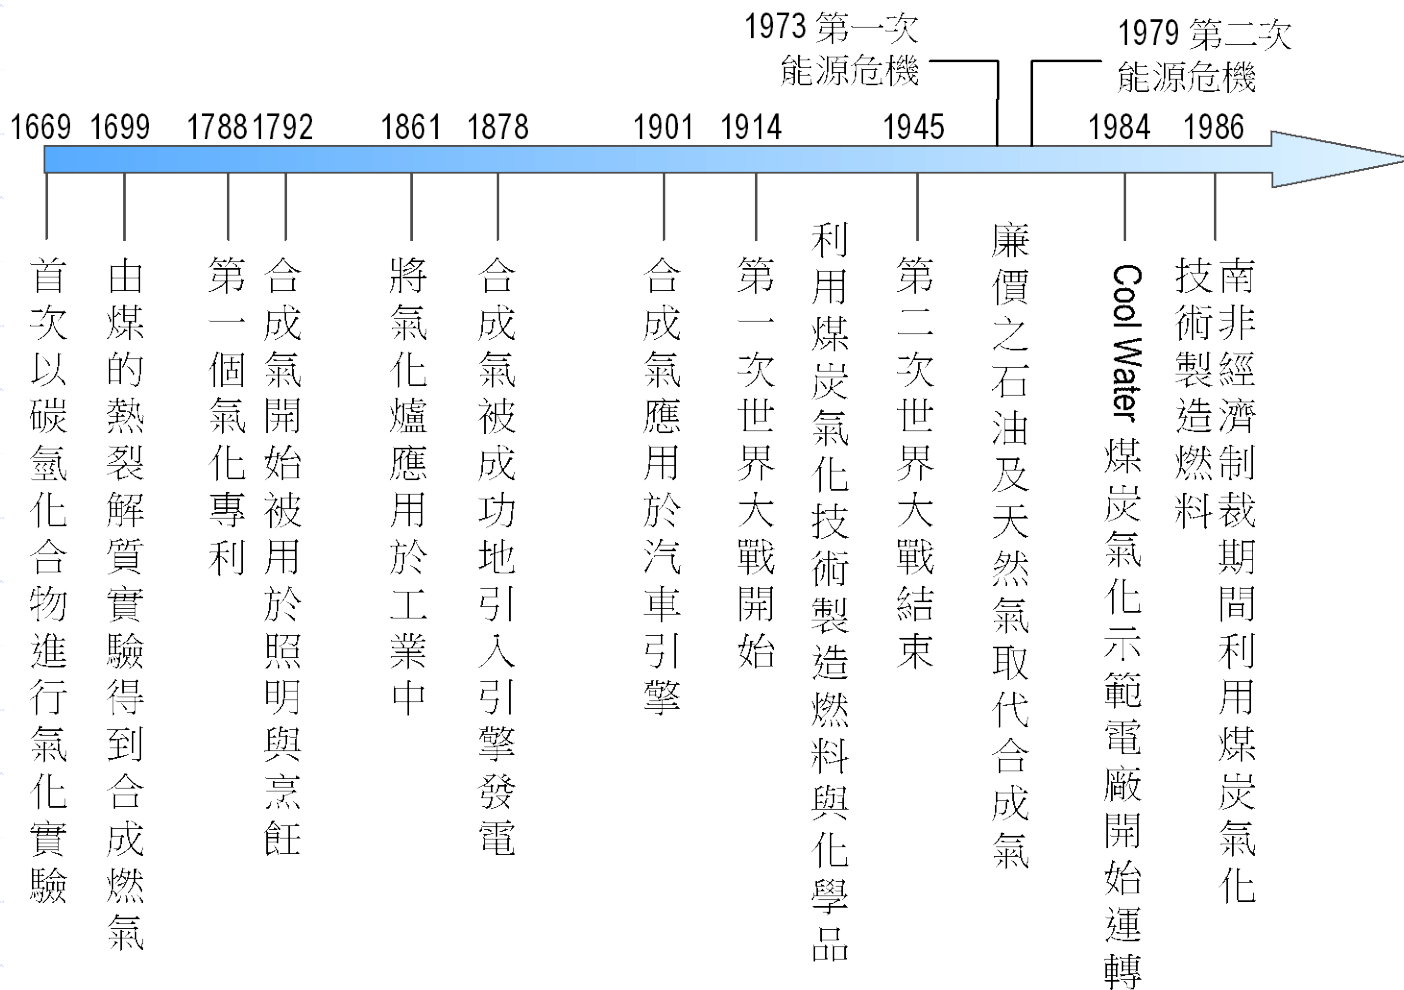 1973 第一次
能源危機
1979 第二次
能源危機
1669
1699
1788
1792
1861
1878
1901
1914
1945
1984
1986
首次以碳氫化合物進行氣化實驗
由煤的熱裂解質實驗得到合成燃氣
第一個氣化專利
合成氣開始被用於照明與烹飪
將氣化爐應用於工業中
合成氣被成功地引入引擎發電
合成氣應用於汽車引擎
第一次世界大戰開始
利用煤炭氣化技術製造燃料與化學品
第二次世界大戰結束
廉價之石油及天然氣取代合成氣
Cool Water 煤炭氣化示範電廠開始運轉
南非經濟制裁期間利用煤炭氣化
技術製造燃料